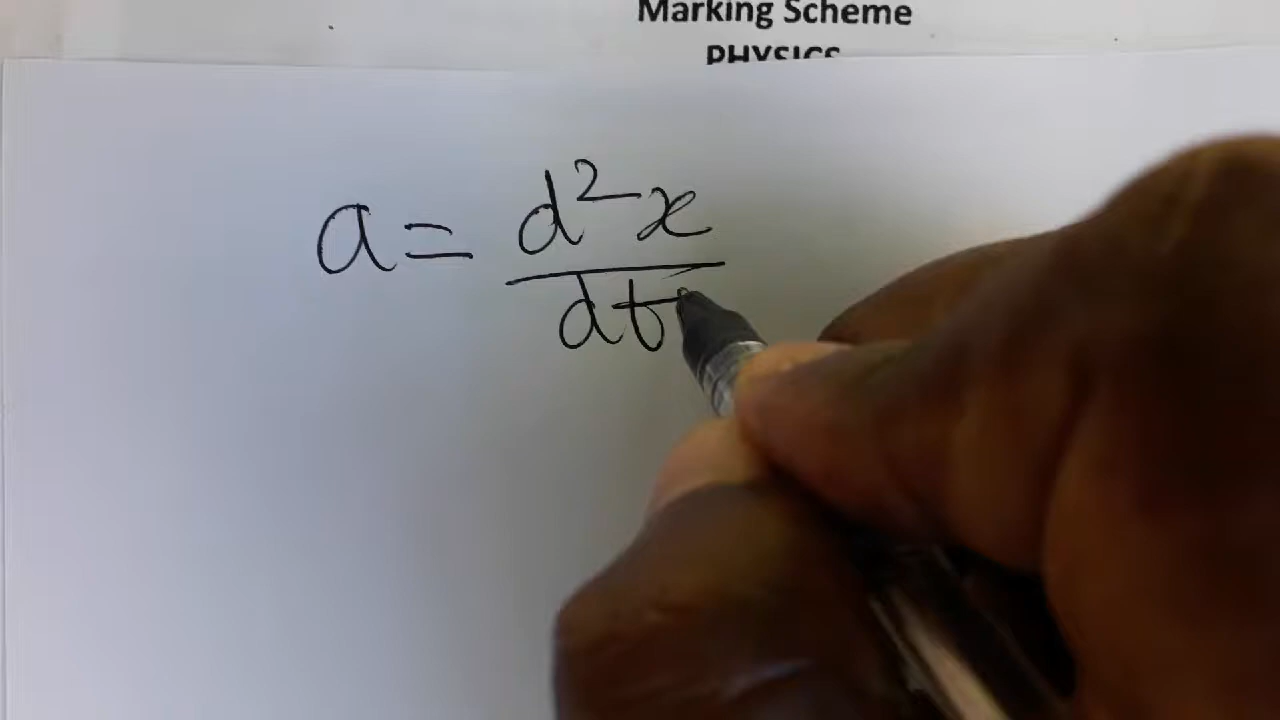 Marking Scheme
PHYSICS
a = d²x
dt